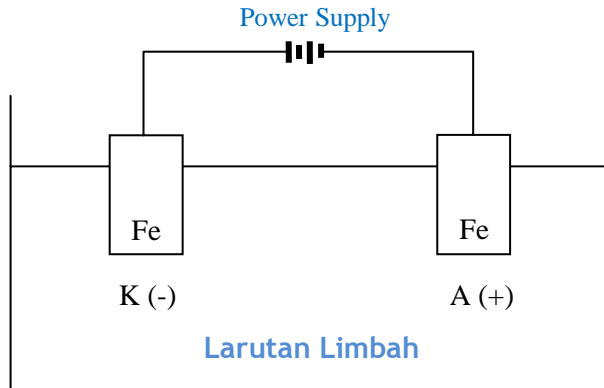 Power Supply
Fe
Fe
K (-)
A (+)
Larutan Limbah